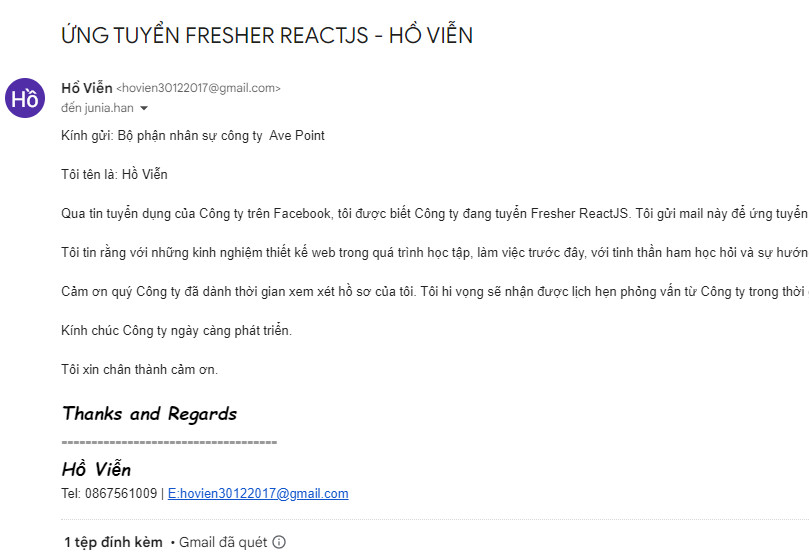 ỨNG TUYỂN FRESHER REACTJS - HỒ VIỄN
Hồ
Hồ Viễn <hovien30122017@gmail.com>
đến junia.han
Kính gửi: Bộ phận nhân sự công ty Ave Point
Tôi tên là: Hồ Viễn
Qua tin tuyển dụng của Công ty trên Facebook, tôi được biết Công ty đang tuyển Fresher ReactJS. Tôi gửi mail này để ứng tuyển
Tôi tin rằng với những kinh nghiệm thiết kế web trong quá trình học tập, làm việc trước đây, với tinh thần ham học hỏi và sự hướn
Cảm ơn quý Công ty đã dành thời gian xem xét hồ sơ của tôi. Tôi hi vọng sẽ nhận được lịch hẹn phỏng vấn từ Công ty trong thời
Kính chúc Công ty ngày càng phát triển.
Tôi xin chân thành cảm ơn.
Thanks and Regards
====================================
Hồ Viễn
Tel: 0867561009 | E:hovien30122017@gmail.com
1 tệp đính kèm • Gmail đã quét